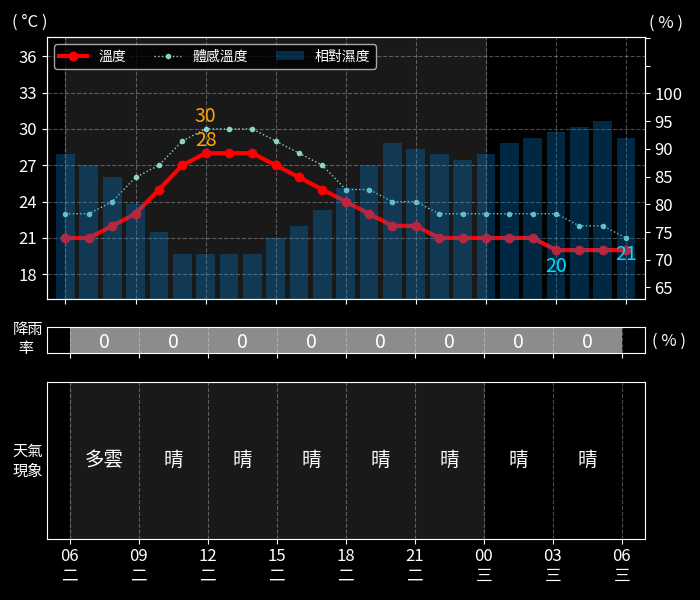 ( °C ) ( % )
溫度 體感溫度 相對濕度
36
33
30
27
24
21
18
100
95
90
85
80
75
70
65
30
28
20
21
降雨
率
0 0 0 0 0 0 0 0 ( % )
天氣
現象
多雲 晴 晴 晴 晴 晴 晴 晴
06 09 12 15 18 21 00 03 06
二 二 二 二 二 二 三 三 三